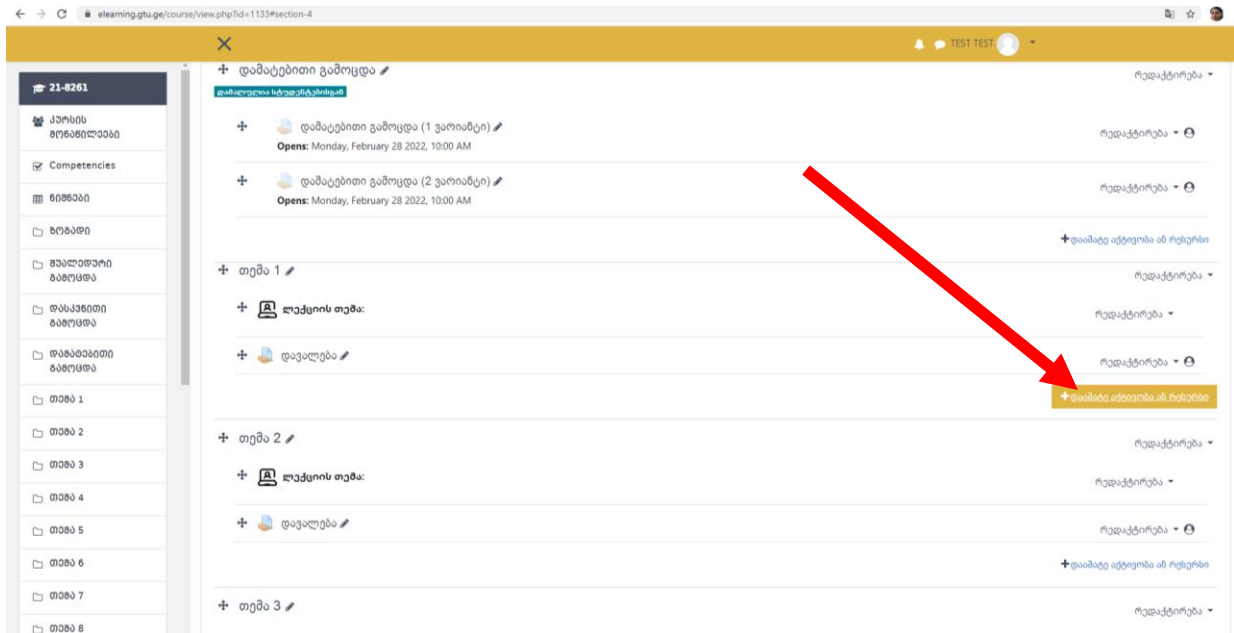 elearning.gtu.ge/course/view.php?id=1133#section-4
TEST TEST
21-8261
კურსის
მონაწილეები
Competencies
ნიშნები
ზოგადი
შუალედური
გამოცდა
დასკვნითი
გამოცდა
დამატებითი
გამოცდა
თემა 1
თემა 2
თემა 3
თემა 4
თემა 5
თემა 6
თემა 7
თემა 8
დამატებითი გამოცდა
რედაქტირება
დამალულია სტუდენტებისგან
დამატებითი გამოცდა (1 ვარიანტი)
რედაქტირება
Opens: Monday, February 28 2022, 10:00 AM
დამატებითი გამოცდა (2 ვარიანტი)
რედაქტირება
Opens: Monday, February 28 2022, 10:00 AM
+დაამატე აქტივობა ან რესურსი
თემა 1
რედაქტირება
ლექციის თემა:
რედაქტირება
დავალება
რედაქტირება
+დაამატე აქტივობა ან რესურსი
თემა 2
რედაქტირება
ლექციის თემა:
რედაქტირება
დავალება
რედაქტირება
+დაამატე აქტივობა ან რესურსი
თემა 3
რედაქტირება